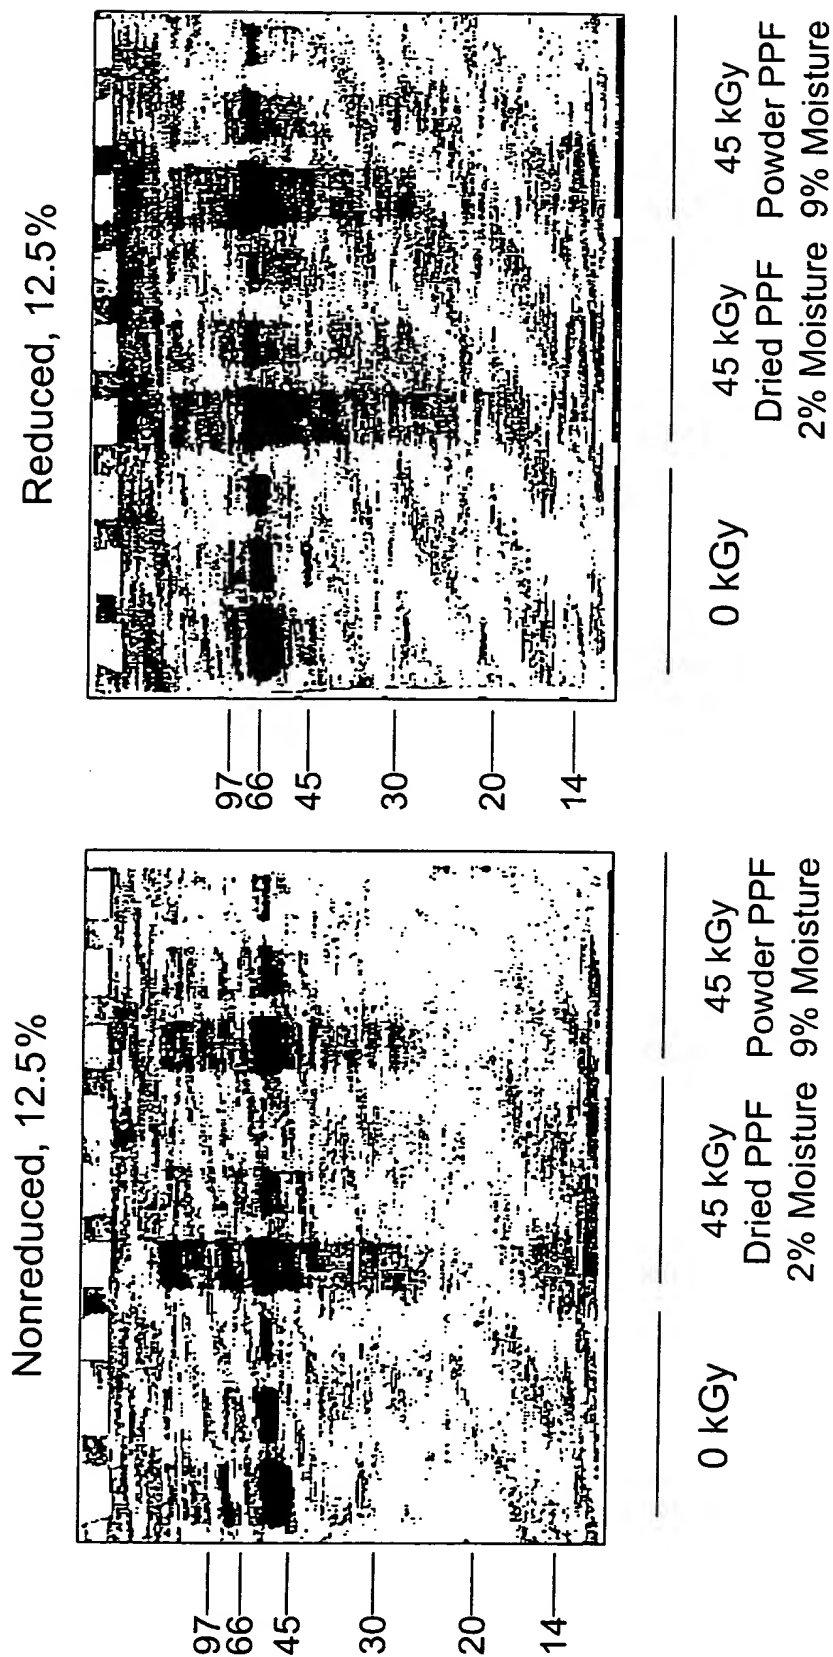 Nonreduced, 12.5%
97
66
45
30
20
14
0 kGy
45 kGy
Dried PPF
2% Moisture
45 kGy
Powder PPF
9% Moisture
Reduced, 12.5%
97
66
45
30
20
14
0 kGy
45 kGy
Dried PPF
2% Moisture
45 kGy
Powder PPF
9% Moisture